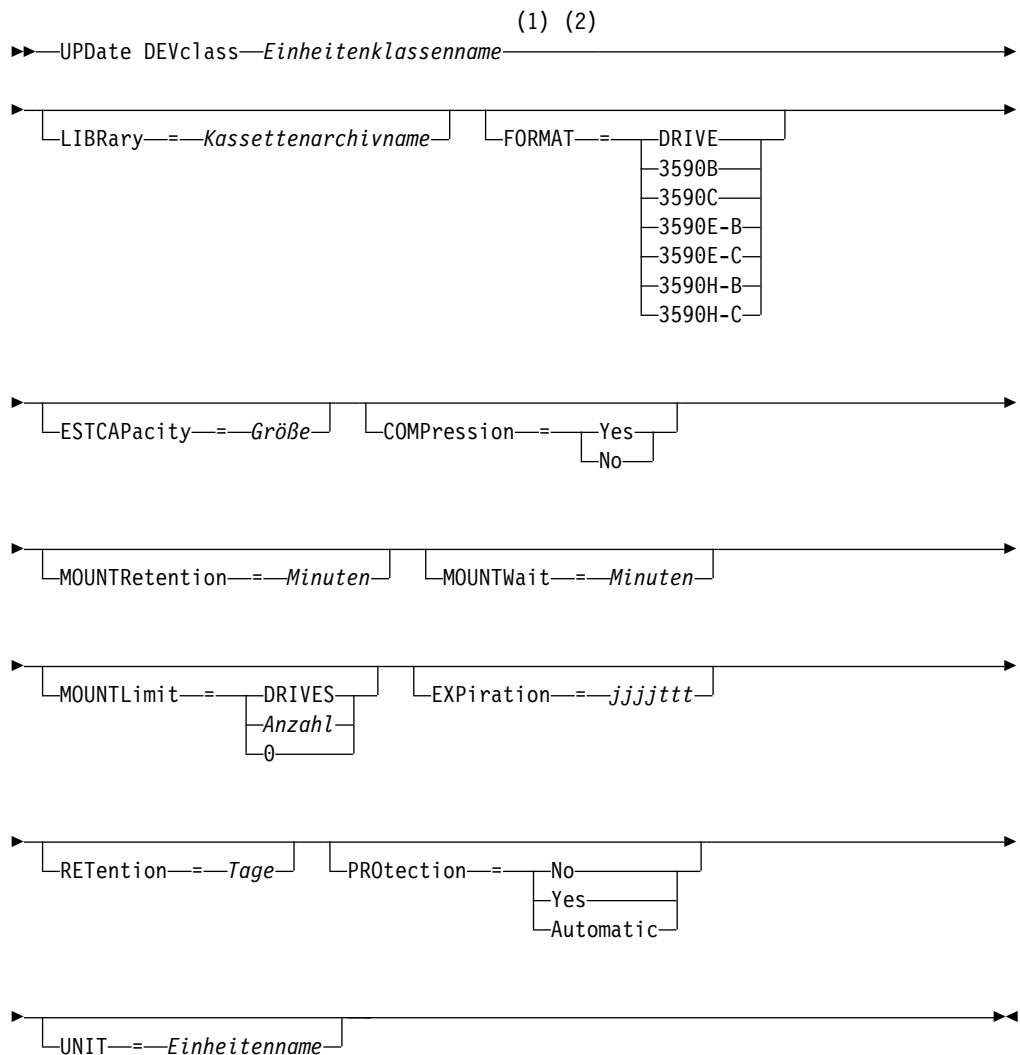 (1) (2)
UPDate DEVclass Einheitenklassenname
LIBRary = Kassettenarchivname FORMAT = DRIVE
3590B
3590C
3590E-B
3590E-C
3590H-B
3590H-C
ESTCAPacity = Größe COMPression = Yes
No
MOUNTRetention = Minuten MOUNTWait = Minuten
MOUNTLimit = DRIVES EXPiration = jjjjttt
Anzahl
0
RETention = Tage PROtection = No
Yes
Automatic
UNIT = Einheitenname